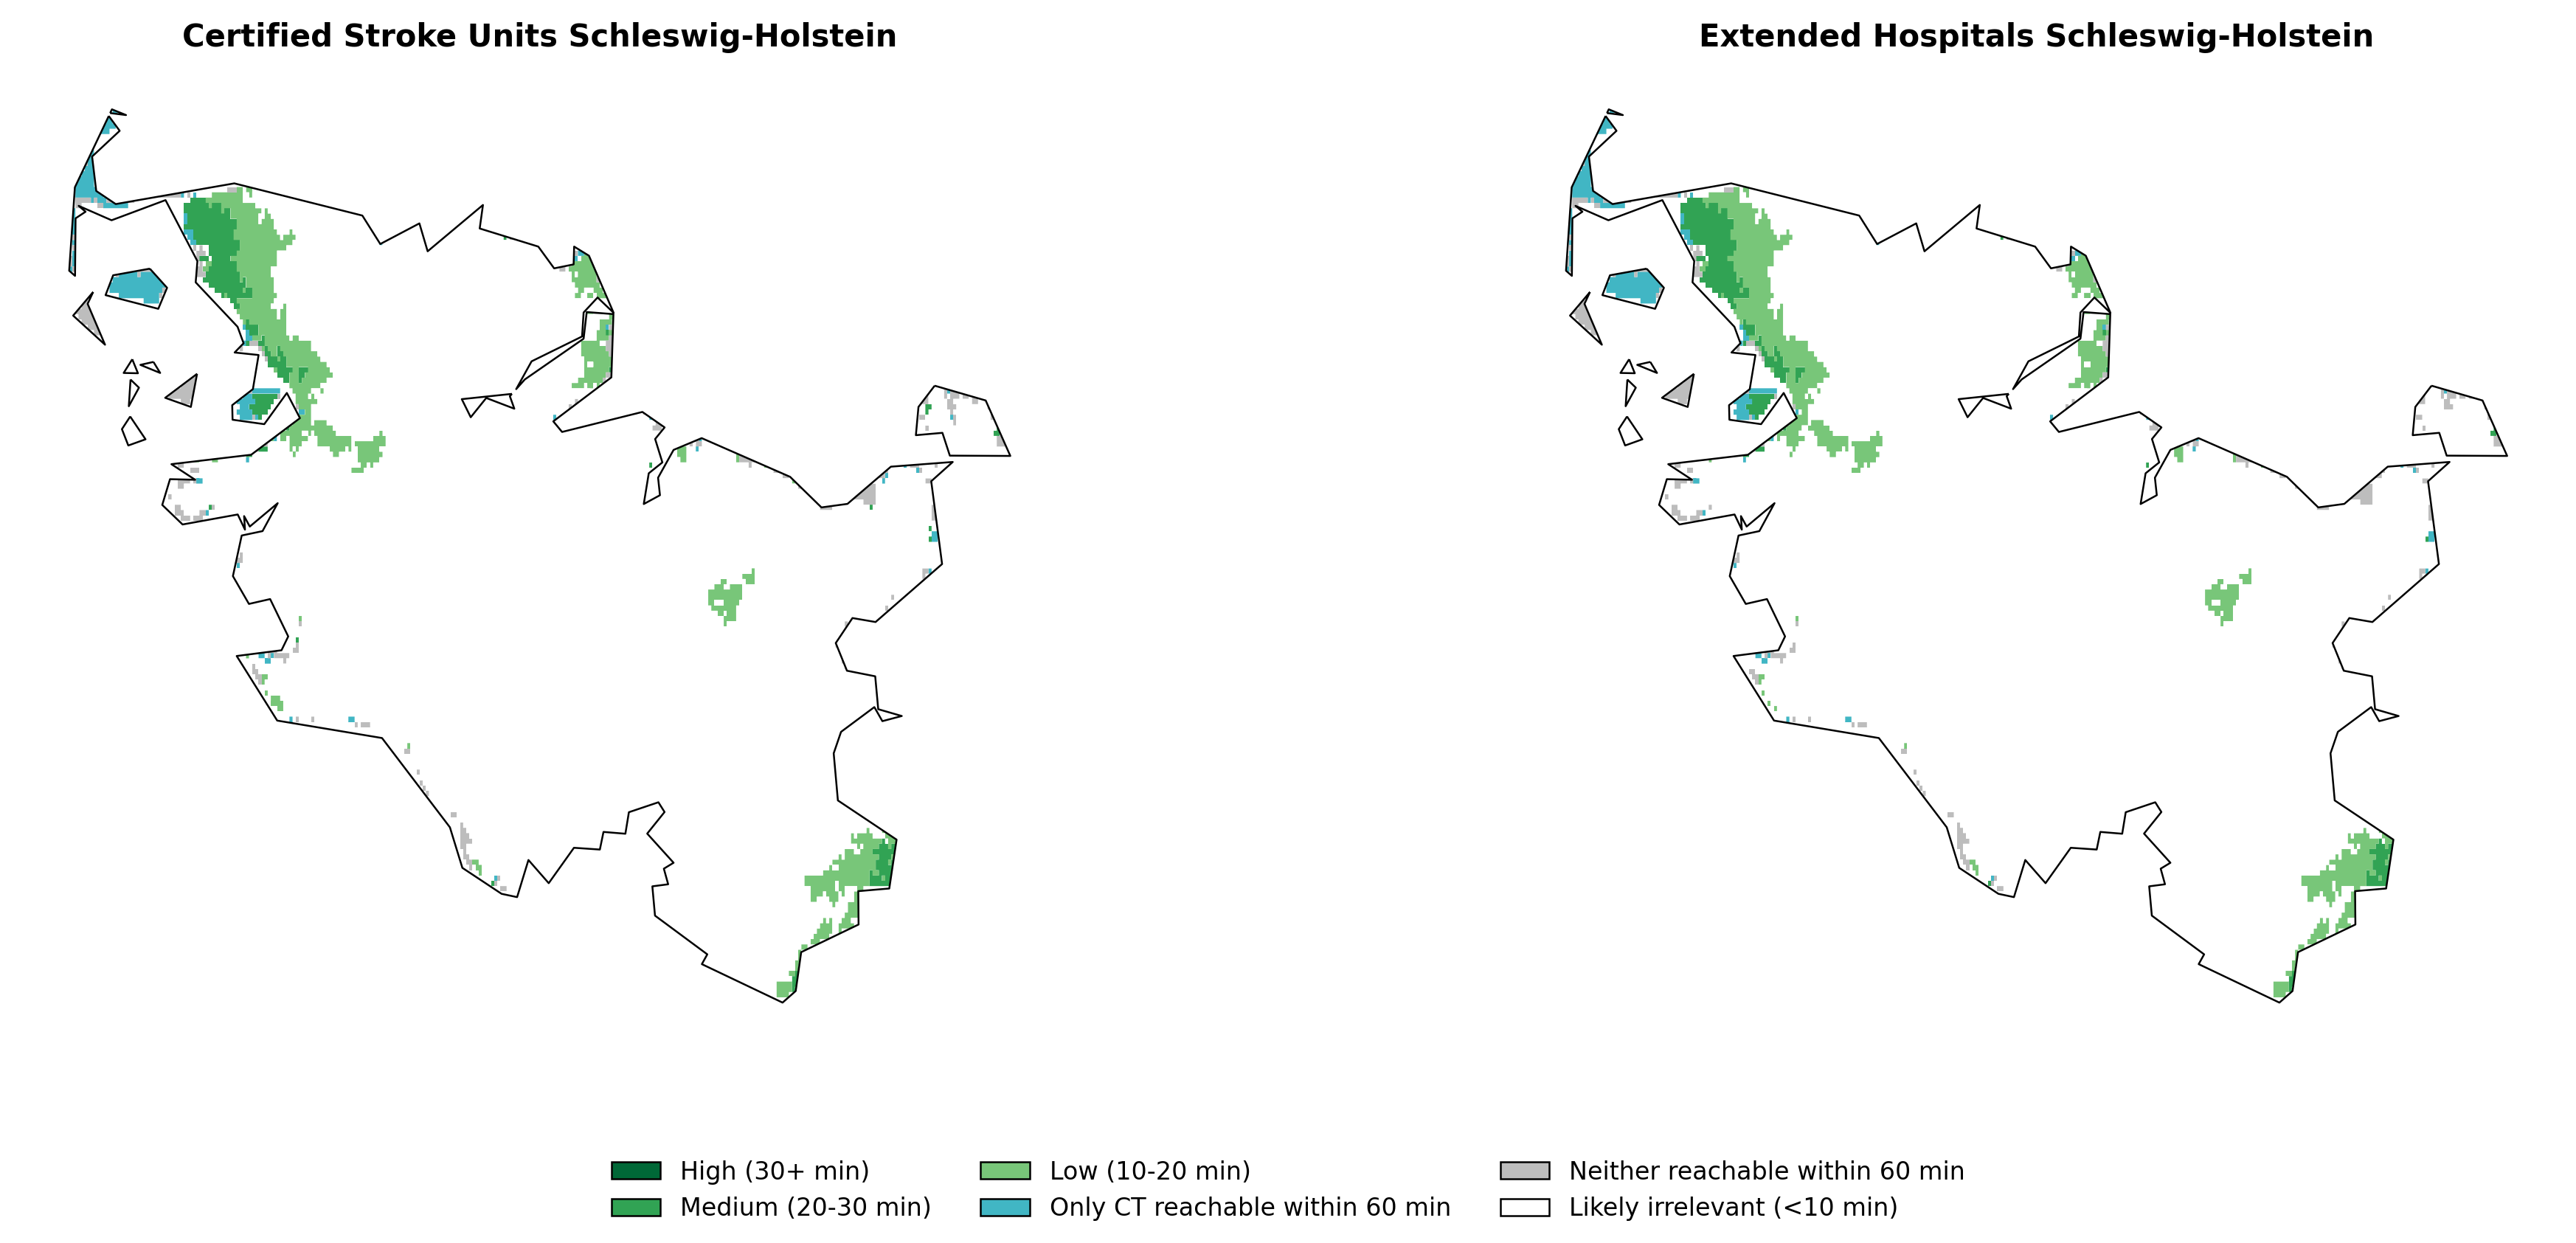 Certified Stroke Units Schleswig-Holstein
Extended Hospitals Schleswig-Holstein
High (30+ min)
Medium (20-30 min)
Low (10-20 min)
Only CT reachable within 60 min
Neither reachable within 60 min
Likely irrelevant (<10 min)